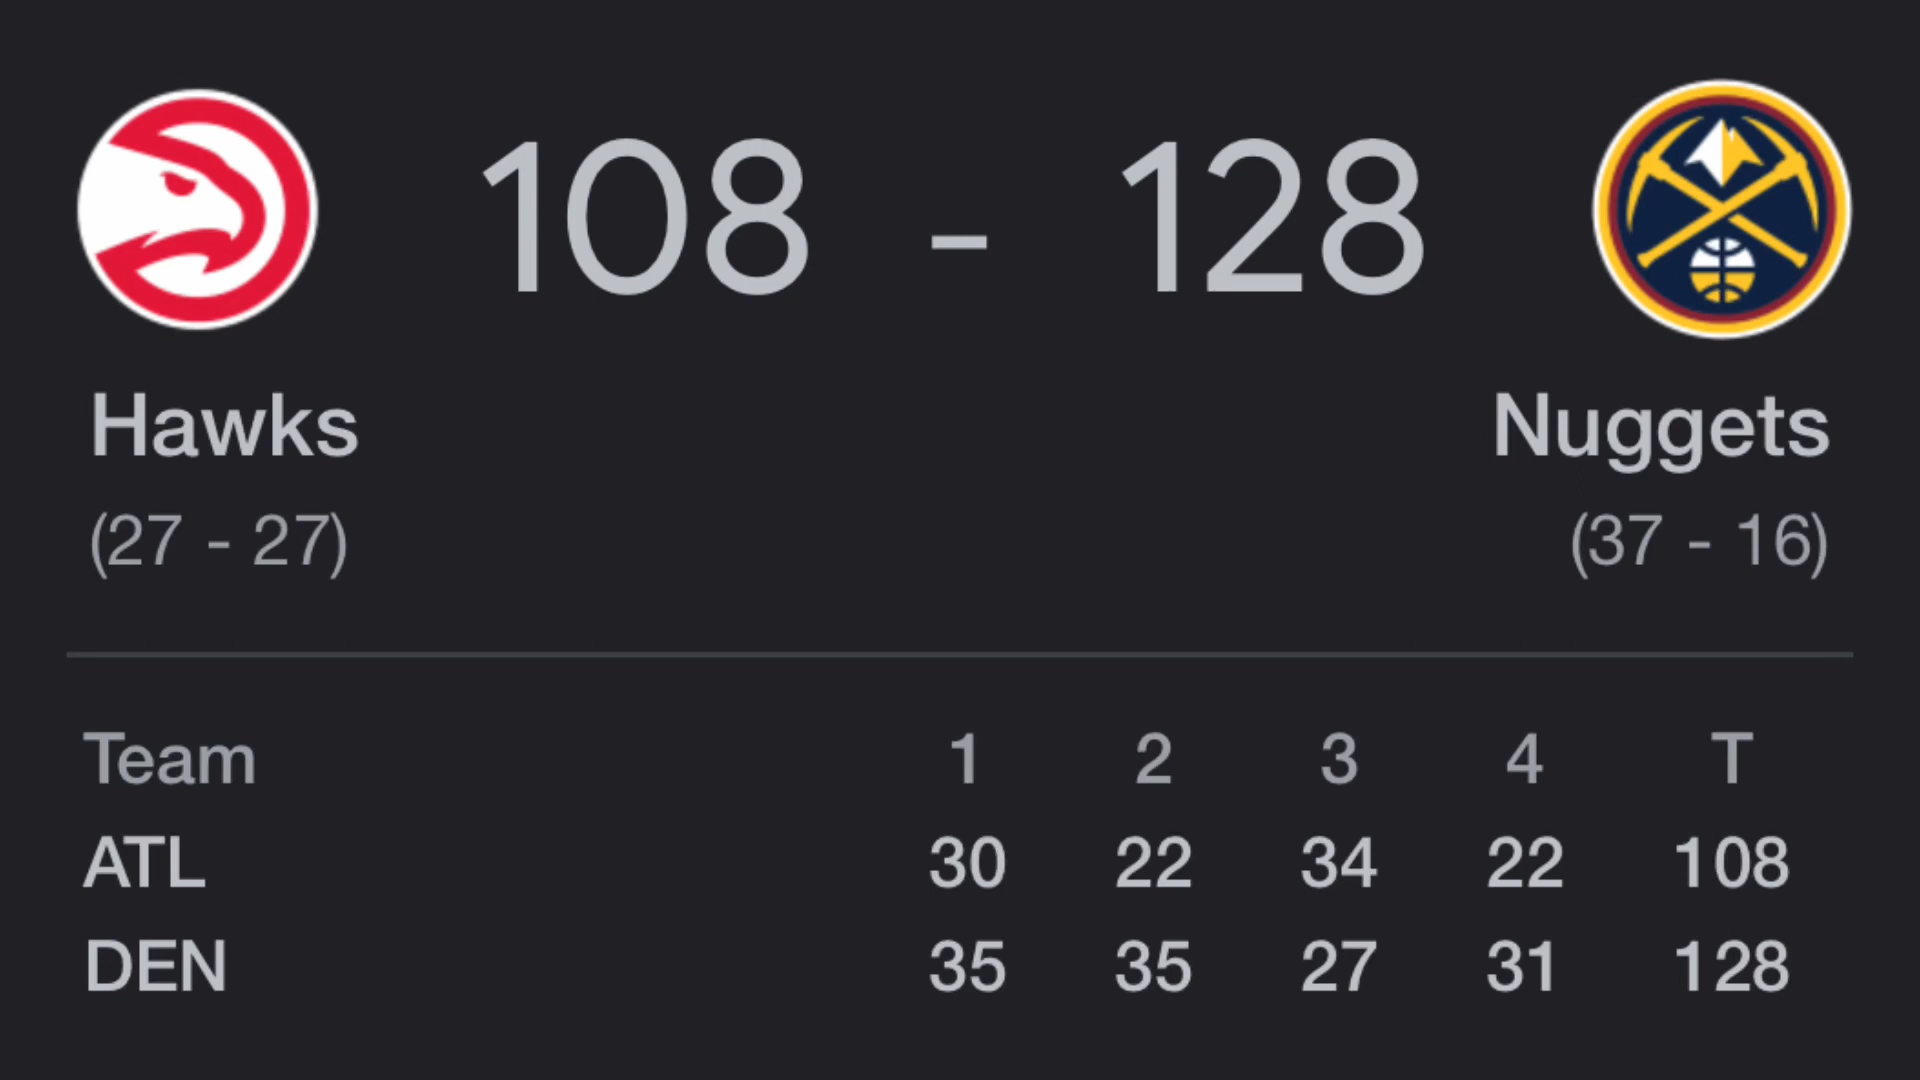 108 - 128
Hawks Nuggets
(27 - 27) (37 - 16)
Team 1 2 3 4 T
ATL 30 22 34 22 108
DEN 35 35 27 31 128